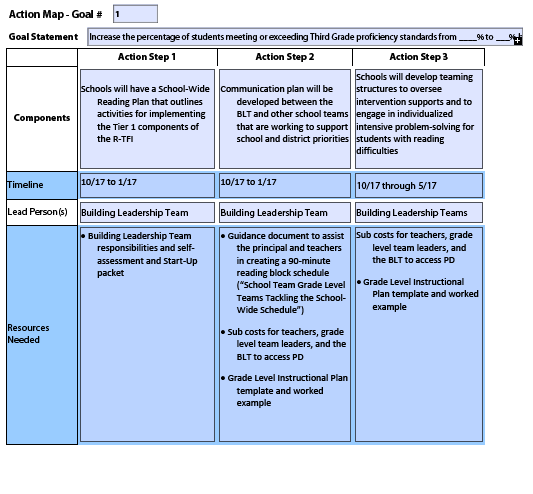 Action Map - Goal # 1
Goal Statement Increase the percentage of students meeting or exceeding Third Grade proficiency standards from ____% to ___%
Action Step 1
Action Step 2
Action Step 3
Components
Schools will have a School-Wide
Reading Plan that outlines
activities for implementing
the Tier 1 components of
the R-TFI
Communication plan will be
developed between the
BLT and other school teams
that are working to support
school and district priorities
Schools will develop teaming
structures to oversee
intervention supports and to
engage in individualized
intensive problem-solving for
students with reading
difficulties
Timeline
10/17 to 1/17
10/17 to 1/17
10/17 through 5/17
Lead Person(s)
Building Leadership Team
Building Leadership Team
Building Leadership Teams
Resources
Needed
• Building Leadership Team
responsibilities and self-
assessment and Start-Up
packet
• Guidance document to assist
the principal and teachers
in creating a 90-minute
reading block schedule
("School Team Grade Level
Teams Tackling the School-
Wide Schedule")
• Sub costs for teachers, grade
level team leaders, and the
BLT to access PD
• Grade Level Instructional Plan
template and worked
example
Sub costs for teachers, grade
level team leaders, and
the BLT to access PD
• Grade Level Instructional
Plan template and worked
example